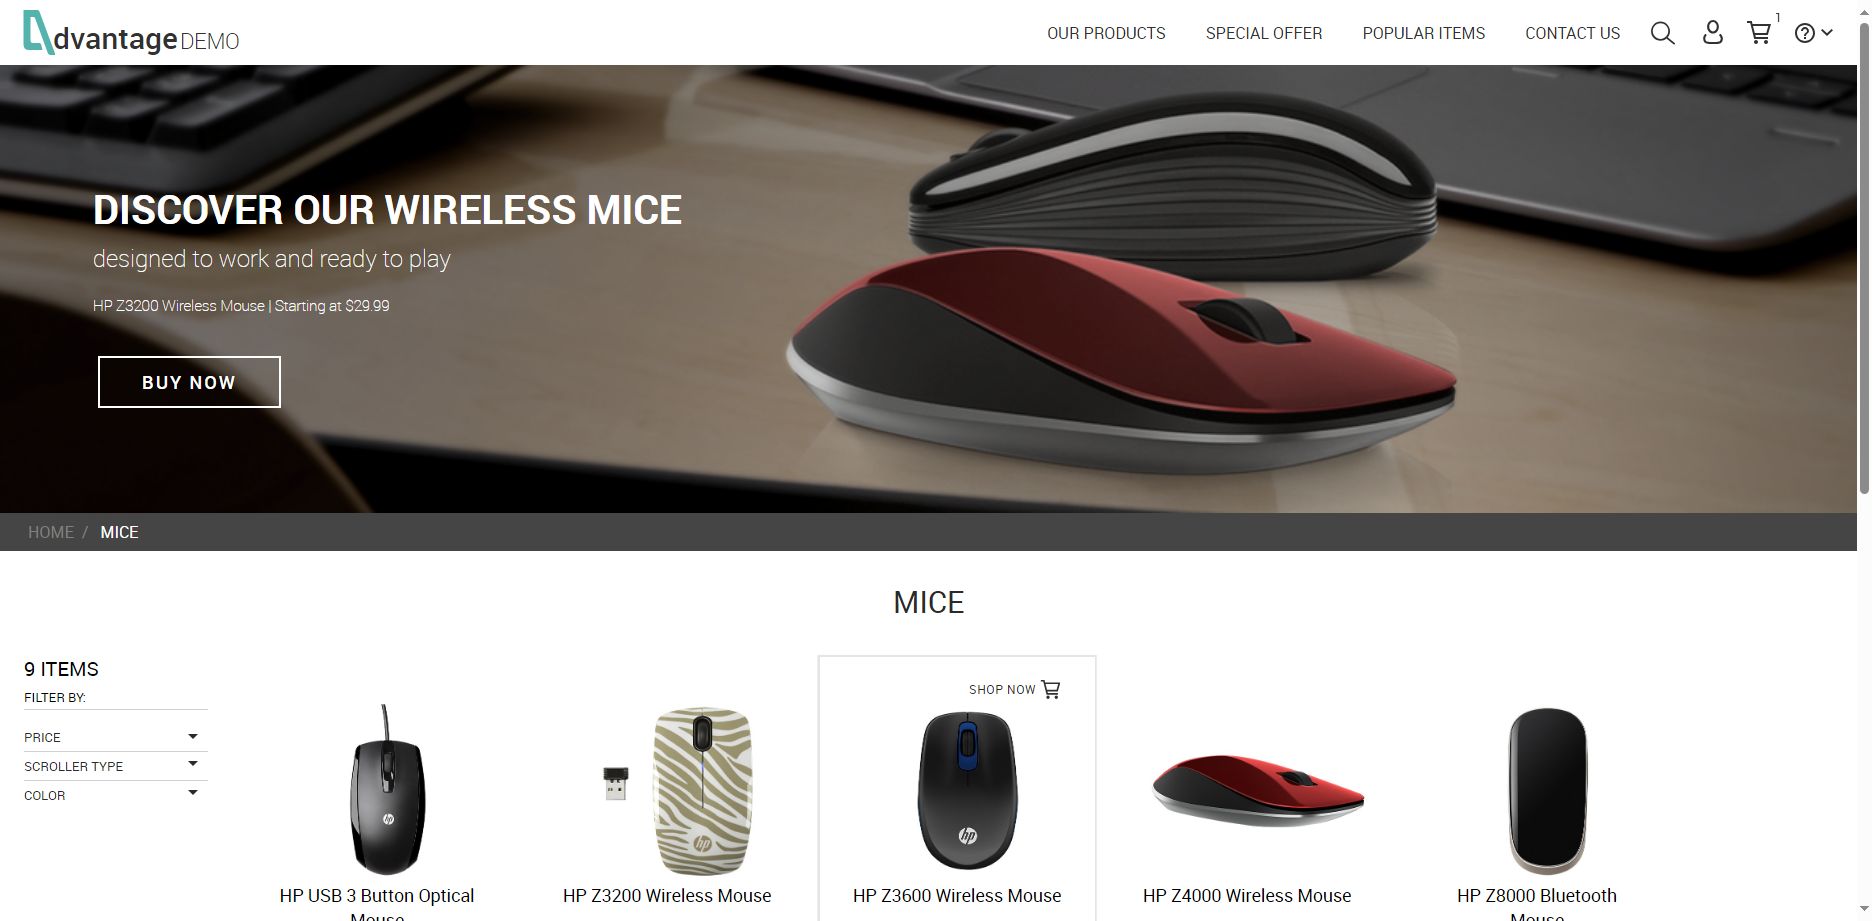 dvantage DEMO
OUR PRODUCTS SPECIAL OFFER POPULAR ITEMS CONTACT US 1 ?
DISCOVER OUR WIRELESS MICE
designed to work and ready to play
HP Z3200 Wireless Mouse | Starting at $29.99
BUY NOW
HOME / MICE
MICE
9 ITEMS
FILTER BY:
PRICE
SCROLLER TYPE
COLOR
SHOP NOW
hp
hp
hp
HP USB 3 Button Optical Mouse
HP Z3200 Wireless Mouse
HP Z3600 Wireless Mouse
HP Z4000 Wireless Mouse
HP Z8000 Bluetooth Mouse